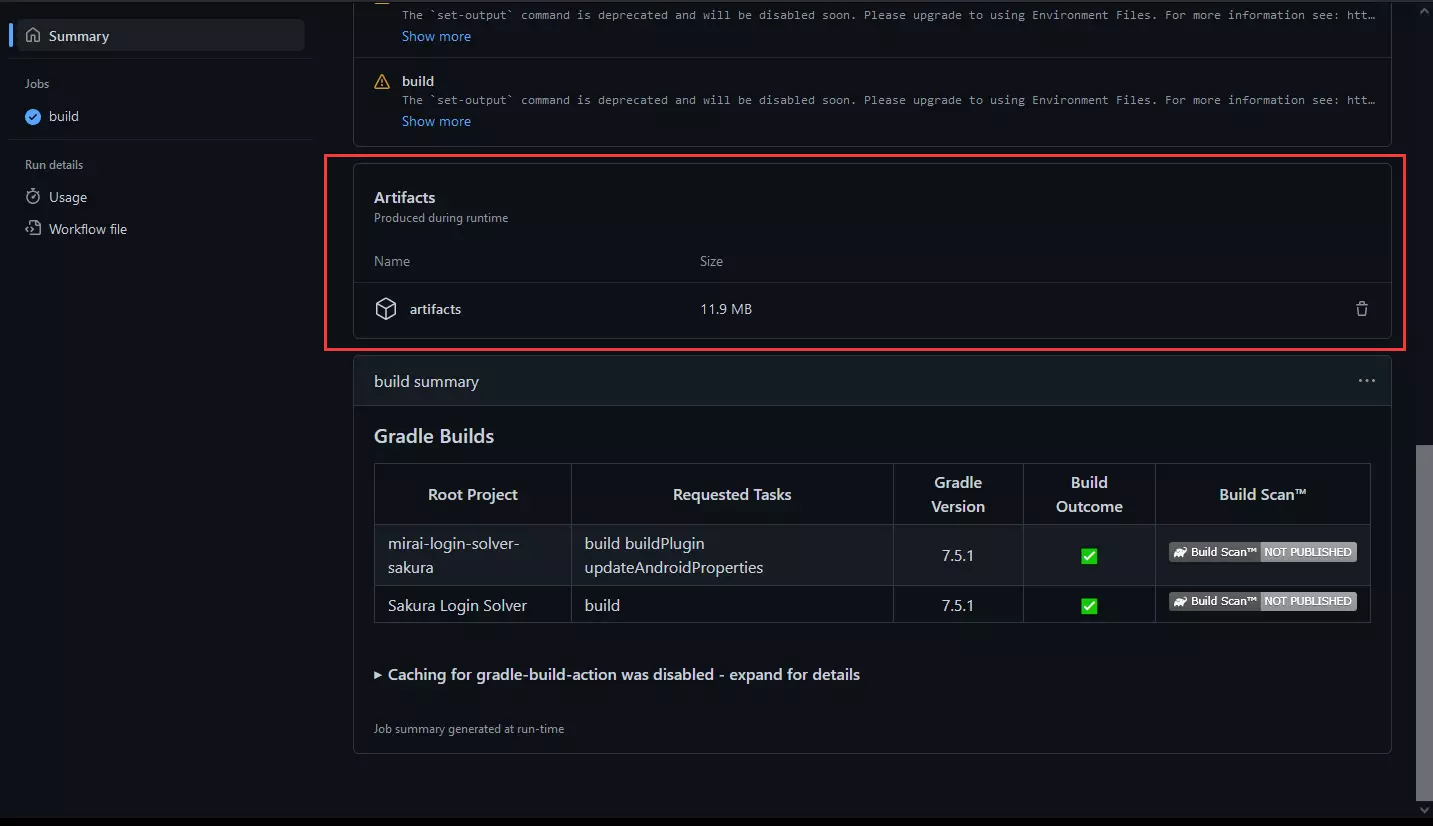 Summary
Jobs
build
Run details
Usage
Workflow file
The `set-output` command is deprecated and will be disabled soon. Please upgrade to using Environment Files. For more information see: htt…
Show more
build
The `set-output` command is deprecated and will be disabled soon. Please upgrade to using Environment Files. For more information see: htt…
Show more
Artifacts
Produced during runtime
Name Size
artifacts 11.9 MB
build summary
Gradle Builds
Root Project Requested Tasks Gradle Version Build Outcome Build Scan™
mirai-login-solver-sakura build buildPlugin updateAndroidProperties 7.5.1 ✅ Build Scan™ NOT PUBLISHED
Sakura Login Solver build 7.5.1 ✅ Build Scan™ NOT PUBLISHED
Caching for gradle-build-action was disabled - expand for details
Job summary generated at run-time